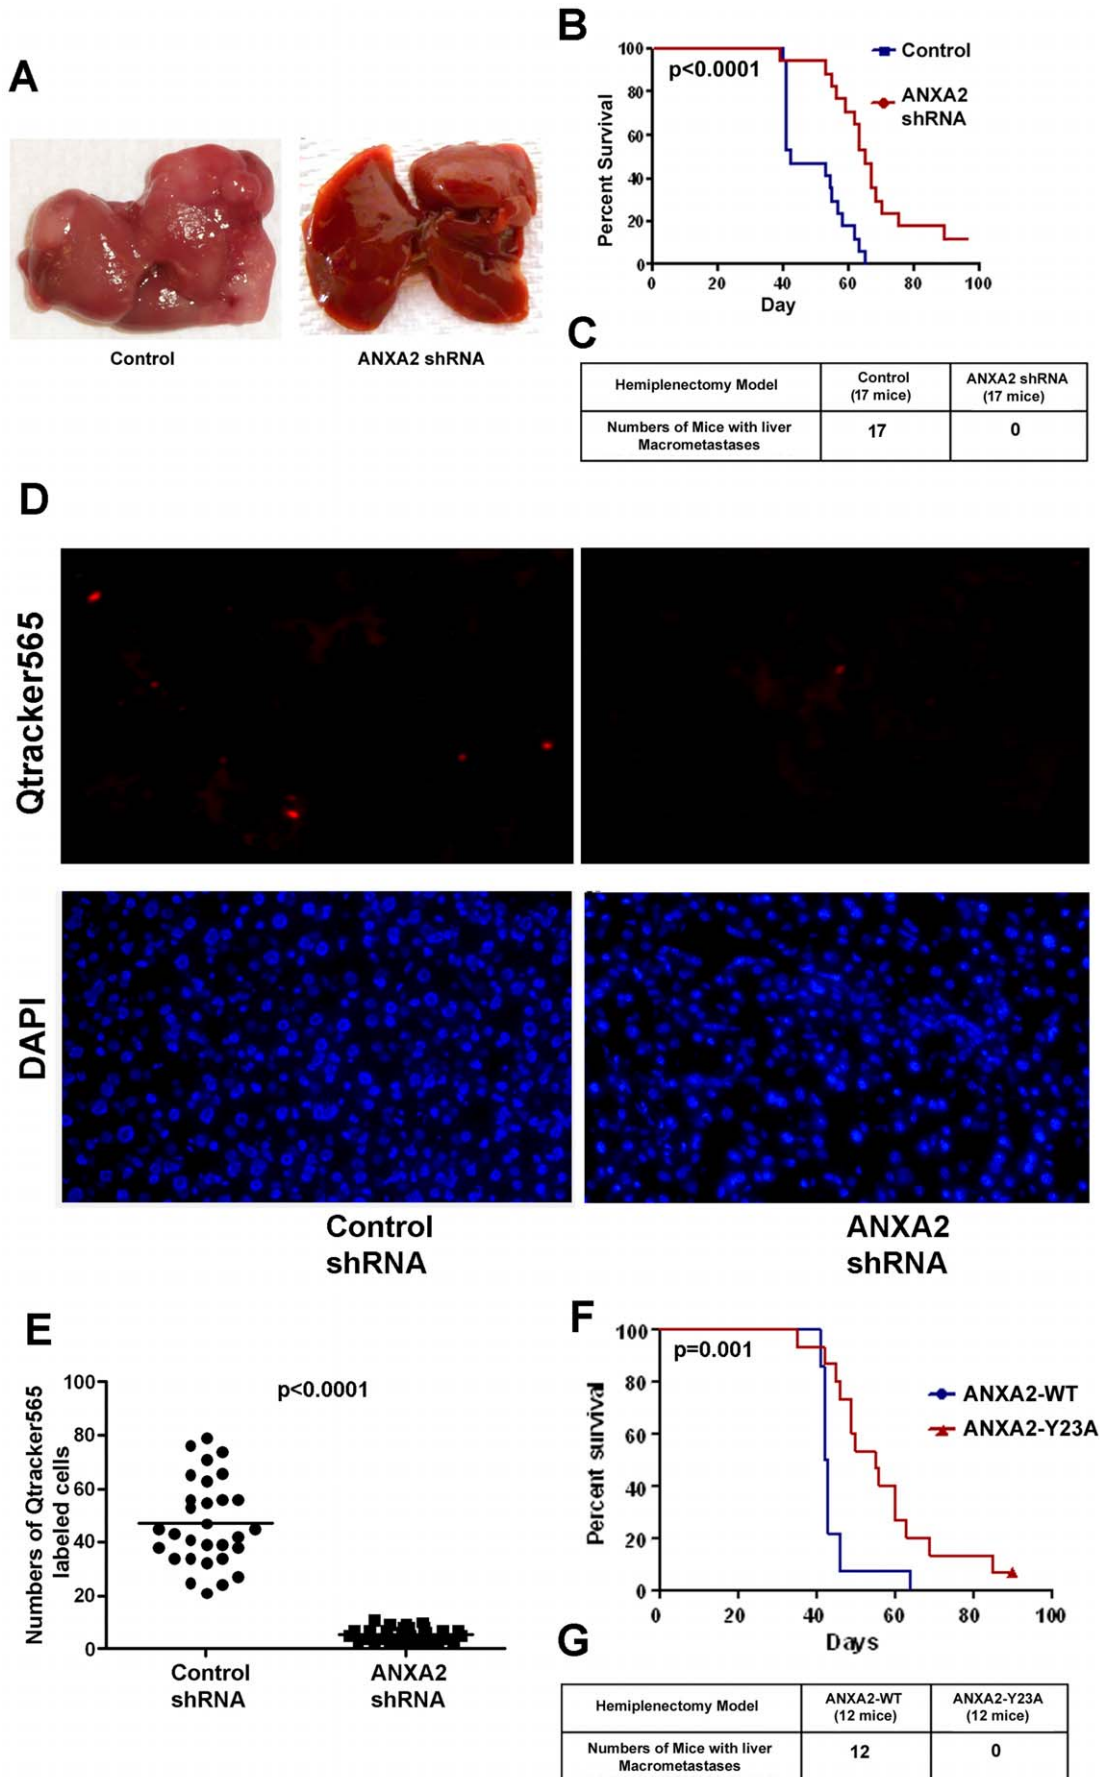 A
Control
ANXA2 shRNA
B
100
80
60
40
20
0
0 20 40 60 80 100
Percent Survival
Day
p<0.0001
Control
ANXA2
shRNA
C
Hemiplenectomy Model
Control
(17 mice)
ANXA2 shRNA
(17 mice)
Numbers of Mice with liver
Macrometastases
17
0
D
Qtracker565
DAPI
Control
shRNA
ANXA2
shRNA
E
Numbers of Qtracker565
labeled cells
100
80
60
40
20
0
p<0.0001
Control
shRNA
ANXA2
shRNA
F
Percent survival
100
80
60
40
20
0
0 20 40 60 80 100
Days
p=0.001
ANXA2-WT
ANXA2-Y23A
G
Hemiplenectomy Model
ANXA2-WT
(12 mice)
ANXA2-Y23A
(12 mice)
Numbers of Mice with liver
Macrometastases
12
0